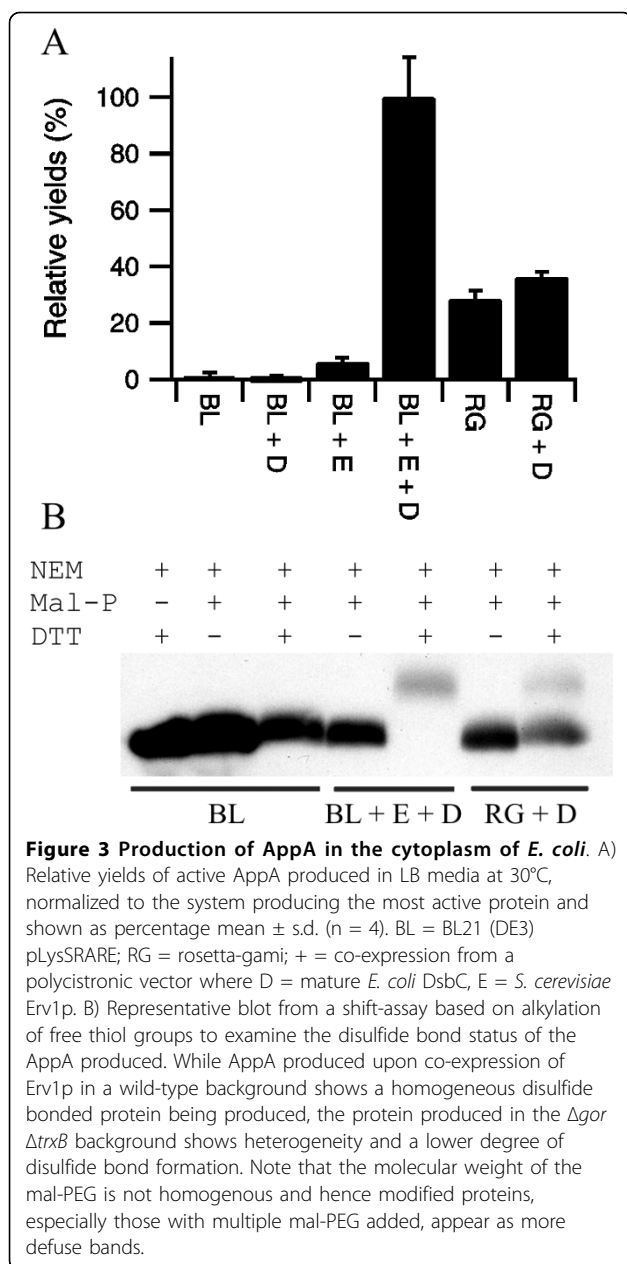 A
Relative yields (%)
100
80
60
40
20
0
BL
BL + D
BL + E
BL + E + D
RG
RG + D
B
NEM + + + + + + +
Mal-P - + + + + + +
DTT + - + - + - +
BL BL + E + D RG + D
Figure 3 Production of AppA in the cytoplasm of E. coli. A)
Relative yields of active AppA produced in LB media at 30°C,
normalized to the system producing the most active protein and
shown as percentage mean ± s.d. (n = 4). BL = BL21 (DE3)
pLysSRARE; RG = rosetta-gami; + = co-expression from a
polycistronic vector where D = mature E. coli DsbC, E = S. cerevisiae
Erv1p. B) Representative blot from a shift-assay based on alkylation
of free thiol groups to examine the disulfide bond status of the
AppA produced. While AppA produced upon co-expression of
Erv1p in a wild-type background shows a homogeneous disulfide
bonded protein being produced, the protein produced in the Δgor
ΔtrxB background shows heterogeneity and a lower degree of
disulfide bond formation. Note that the molecular weight of the
mal-PEG is not homogenous and hence modified proteins,
especially those with multiple mal-PEG added, appear as more
defuse bands.